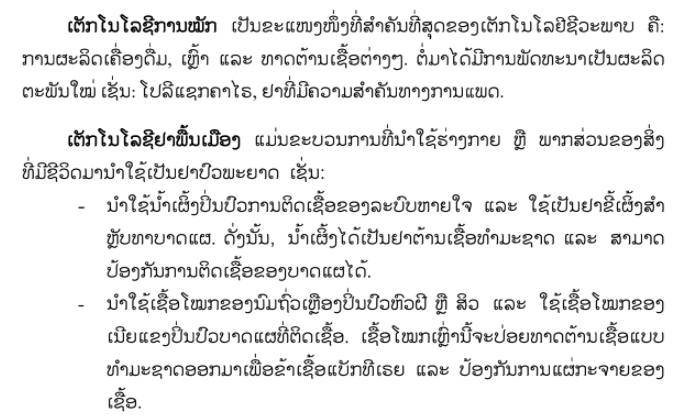 ເຕັກໂນໂລຊີການໝັກ ເປັນຂະແໜງໜຶ່ງທີ່ສໍາຄັນທີ່ສຸດຂອງເຕັກໂນໂລຢີຊີວະພາບ ຄື:
ການຜະລິດເຄື່ອງດື່ມ, ເຫຼົ້າ ແລະ ທາດຕ້ານເຊື້ອຕ່າງໆ. ຕໍ່ມາໄດ້ມີການພັດທະນາເປັນຜະລິດ
ຕະພັນໃໝ່ ເຊັ່ນ: ໂປລີແຊກຄາໄຣ, ຢາທີ່ມີຄວາມສໍາຄັນທາງການແພດ.
ເຕັກໂນໂລຊີຢາພື້ນເມືອງ ແມ່ນຂະບວນການທີ່ນໍາໃຊ້ຮ່າງກາຍ ຫຼື ພາກສ່ວນຂອງສິ່ງ
ທີ່ມີຊີວິດມານໍາໃຊ້ເປັນຢາປົວພະຍາດ ເຊັ່ນ:
- ນໍາໃຊ້ນໍ້າເຜິ້ງປິ່ນປົວການຕິດເຊື້ອຂອງລະບົບຫາຍໃຈ ແລະ ໃຊ້ເປັນຢາຂີ້ເຜິ້ງສໍາ
ຫຼັບທາບາດແຜ. ດັ່ງນັ້ນ, ນໍ້າເຜິ້ງໄດ້ເປັນຢາຕ້ານເຊື້ອທໍາມະຊາດ ແລະ ສາມາດ
ປ້ອງກັນການຕິດເຊື້ອຂອງບາດແຜໄດ້.
- ນໍາໃຊ້ເຊື້ອໂໝກຂອງນົມຖົ່ວເຫຼືອງປິ່ນປົວຫົວຝີ ຫຼື ສິວ ແລະ ໃຊ້ເຊື້ອໂໝກຂອງ
ເນີຍແຂງປິ່ນປົວບາດແຜທີ່ຕິດເຊື້ອ. ເຊື້ອໂໝກເຫຼົ່ານີ້ຈະປ່ອຍທາດຕ້ານເຊື້ອແບບ
ທໍາມະຊາດອອກມາເພື່ອຂ້າເຊື້ອແບັກທີເຣຍ ແລະ ປ້ອງກັນການແຜ່ກະຈາຍຂອງ
ເຊື້ອ.